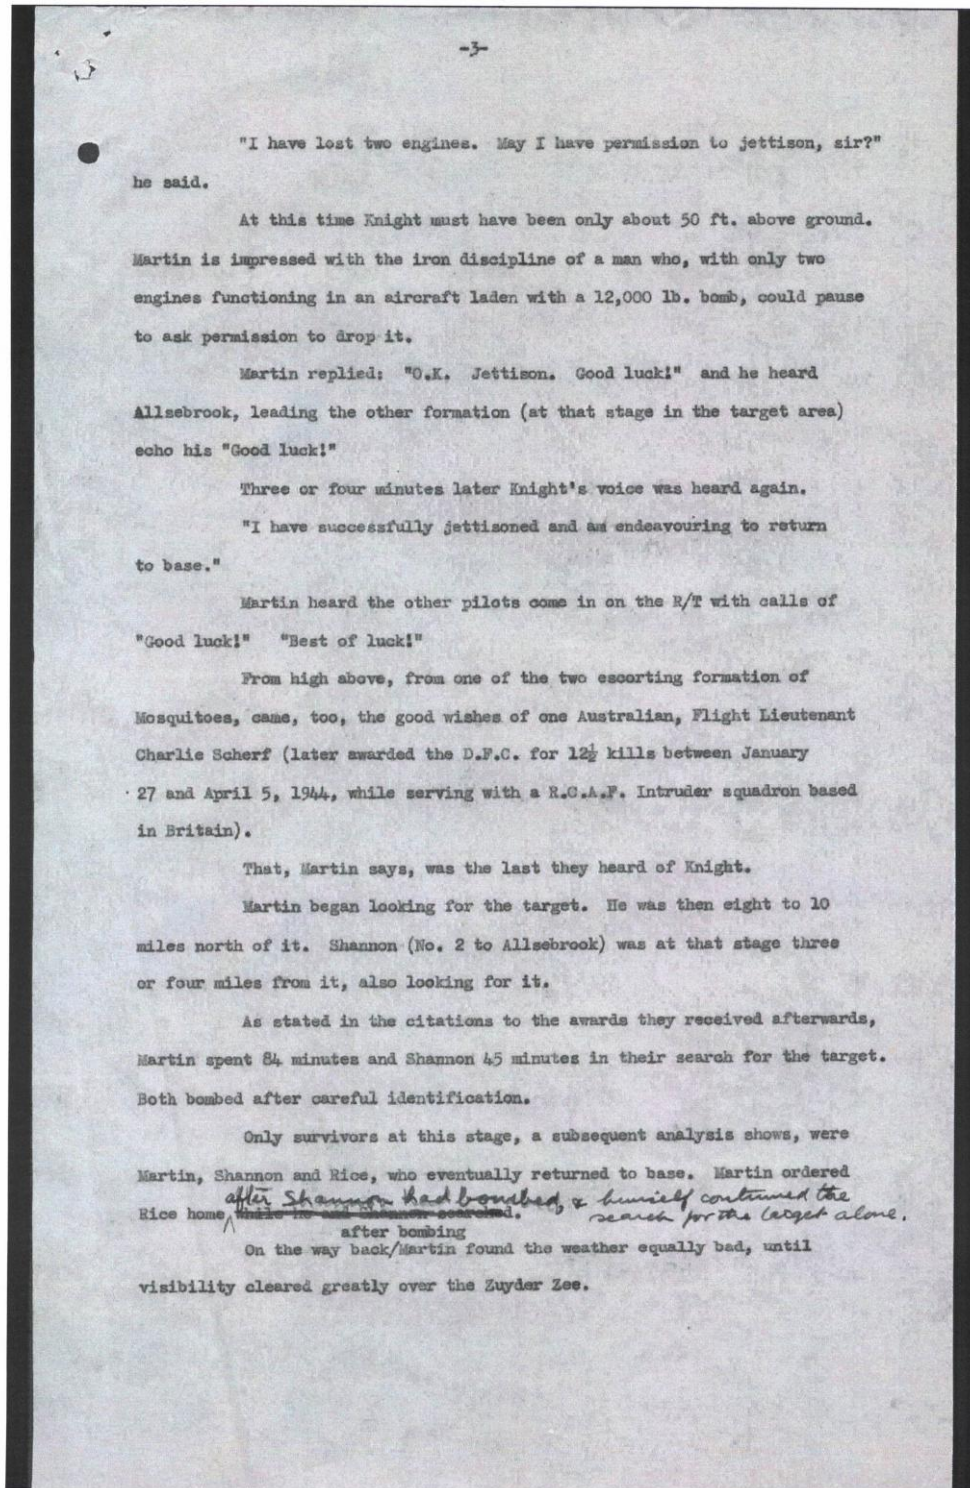 -3-
"I have lost two engines. May I have permission to jettison, sir?"
he said.
At this time Knight must have been only about 50 ft. above ground.
Martin is impressed with the iron discipline of a man who, with only two
engines functioning in an aircraft laden with a 12,000 lb. bomb, could pause
to ask permission to drop it.
Martin replied: "O.K. Jettison. Good luck!" and he heard
Allsebrook, leading the other formation (at that stage in the target area)
echo his "Good luck!"
Three or four minutes later Knight's voice was heard again.
"I have successfully jettisoned and am endeavouring to return
to base."
Martin heard the other pilots come in on the R/T with calls of
"Good luck!" "Best of luck!"
From high above, from one of the two escorting formation of
Mosquitoes, came, too, the good wishes of one Australian, Flight Lieutenant
Charlie Scherf (later awarded the D.F.C. for 12½ kills between January
27 and April 5, 1944, while serving with a R.C.A.F. Intruder squadron based
in Britain).
That, Martin says, was the last they heard of Knight.
Martin began looking for the target. He was then eight to 10
miles north of it. Shannon (No. 2 to Allsebrook) was at that stage three
or four miles from it, also looking for it.
As stated in the citations to the awards they received afterwards,
Martin spent 84 minutes and Shannon 45 minutes in their search for the target.
Both bombed after careful identification.
Only survivors at this stage, a subsequent analysis shows, were
Martin, Shannon and Rice, who eventually returned to base. Martin ordered
after Shannon had bombed, & himself continued the
Rice home while he and Shannon searched. search for the target alone.
after bombing
On the way back/Martin found the weather equally bad, until
visibility cleared greatly over the Zuyder Zee.